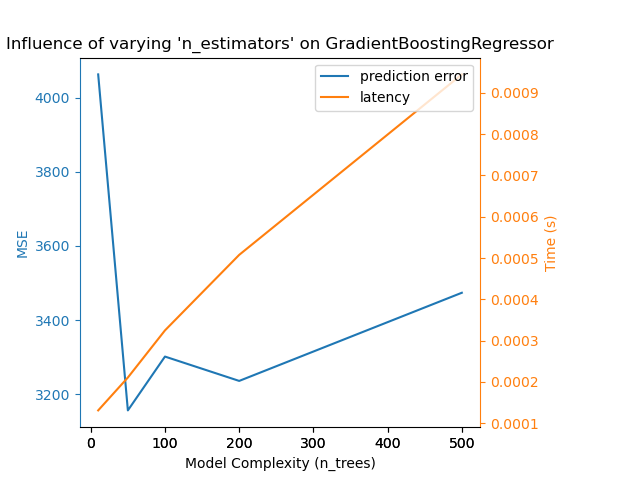 Influence of varying 'n_estimators' on GradientBoostingRegressor
prediction error
latency
4000
3800
3600
3400
3200
MSE
0.0009
0.0008
0.0007
0.0006
0.0005
0.0004
0.0003
0.0002
0.0001
Time (s)
0 100 200 300 400 500
Model Complexity (n_trees)